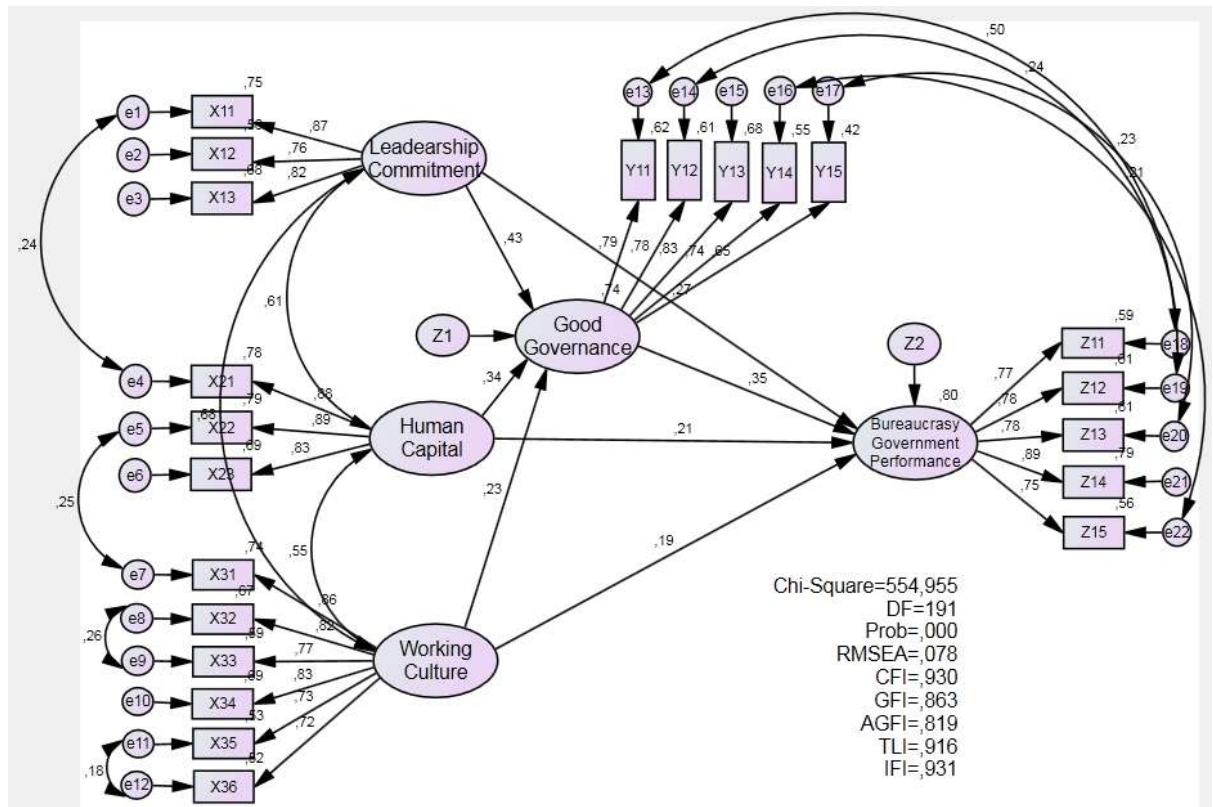 ,50
,24
e13
e14
e15
e16
e17
,75
e1
X11
,87
,62
,61
,68
,55
,42
Leadearship
Commitment
e2
X12
,76
,23
e3
X13
,82
Y11
Y12
Y13
Y14
Y15
,24
,43
,79
,78
,83
,74
,65
,61
,74
,27
Z1
Good
Governance
Z2
,59
Z11
e18
,77
,61
,78
e4
X21
,88
,34
,35
,80
Z12
e19
,78
,79
,61
e5
X22
,89
,68
Human
Capital
,21
Bureaucrasy
Government
Performance
,78
Z13
e20
,69
e6
X23
,83
,79
,89
Z14
e21
,25
,23
,75
,56
Z15
e22
,74
,55
,19
e7
X31
,86
,67
e8
X32
,82
Chi-Square=554,955
,26
,59
DF=191
e9
X33
,77
Working
Culture
Prob=,000
,69
RMSEA=,078
e10
X34
,83
CFI=,930
,73
,53
GFI=,863
e11
X35
,72
AGFI=,819
,18
,52
TLI=,916
e12
X36
IFI=,931